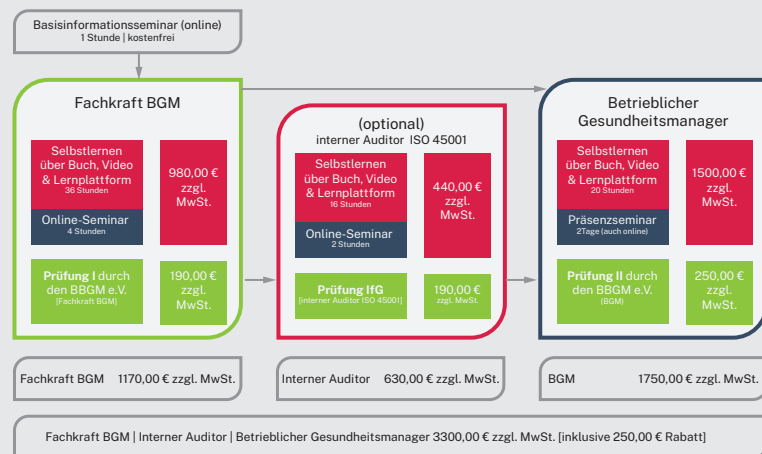 Basisinformationsseminar (online)
1 Stunde | kostenfrei
Fachkraft BGM
Selbstlernen
über Buch, Video
& Lernplattform
36 Stunden
Online-Seminar
4 Stunden
980,00 €
zzgl.
MwSt.
Prüfung I durch
den BBGM e.V.
[Fachkraft BGM]
190,00 €
zzgl.
MwSt.
(optional)
interner Auditor ISO 45001
Selbstlernen
über Buch, Video
& Lernplattform
16 Stunden
Online-Seminar
2 Stunden
440,00 €
zzgl.
MwSt.
Prüfung IfG
[interner Auditor ISO 45001]
190,00 €
zzgl. MwSt.
Betrieblicher
Gesundheitsmanager
Selbstlernen
über Buch, Video
& Lernplattform
20 Stunden
Präsenzseminar
2Tage (auch online)
1500,00 €
zzgl.
MwSt.
Prüfung II durch
den BBGM e.V.
(BGM)
250,00 €
zzgl.
MwSt.
Fachkraft BGM 1170,00 € zzgl. MwSt.
Interner Auditor 630,00 € zzgl. MwSt.
BGM 1750,00 € zzgl. MwSt.
Fachkraft BGM | Interner Auditor | Betrieblicher Gesundheitsmanager 3300,00 € zzgl. MwSt. [inklusive 250,00 € Rabatt]